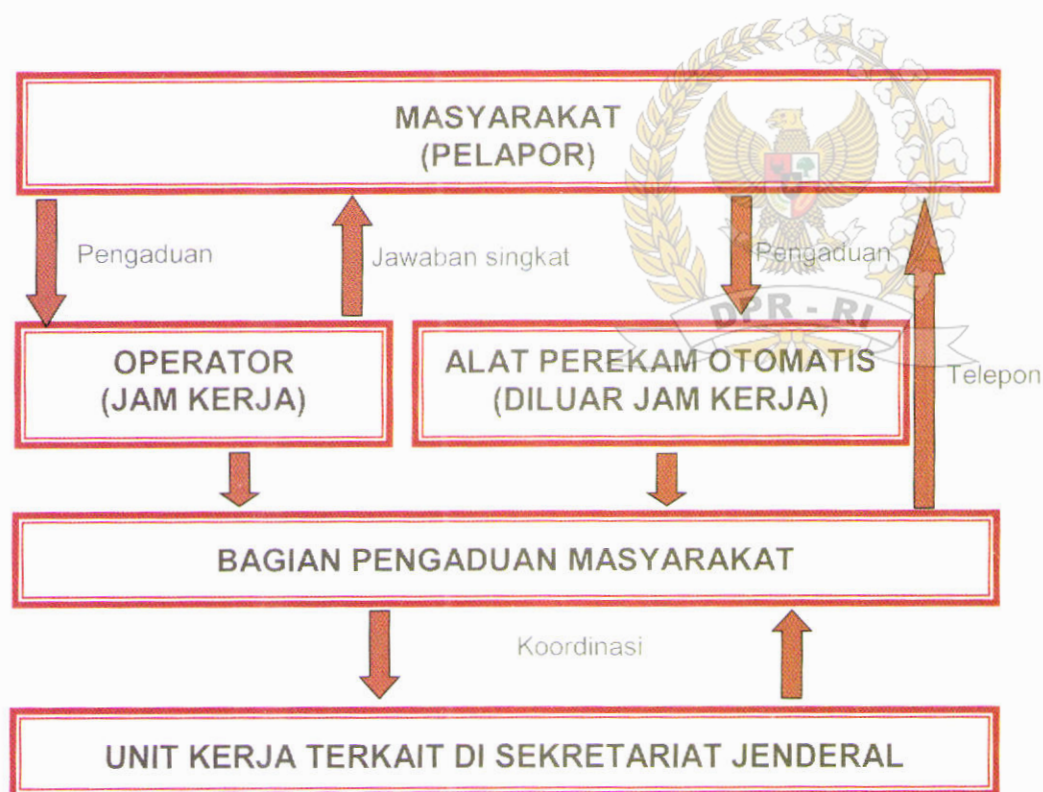 MASYARAKAT
(PELAPOR)
Pengaduan
Jawaban singkat
Pengaduan
DPR - RI
OPERATOR
(JAM KERJA)
ALAT PEREKAM OTOMATIS
(DILUAR JAM KERJA)
Telepon
BAGIAN PENGADUAN MASYARAKAT
Koordinasi
UNIT KERJA TERKAIT DI SEKRETARIAT JENDERAL